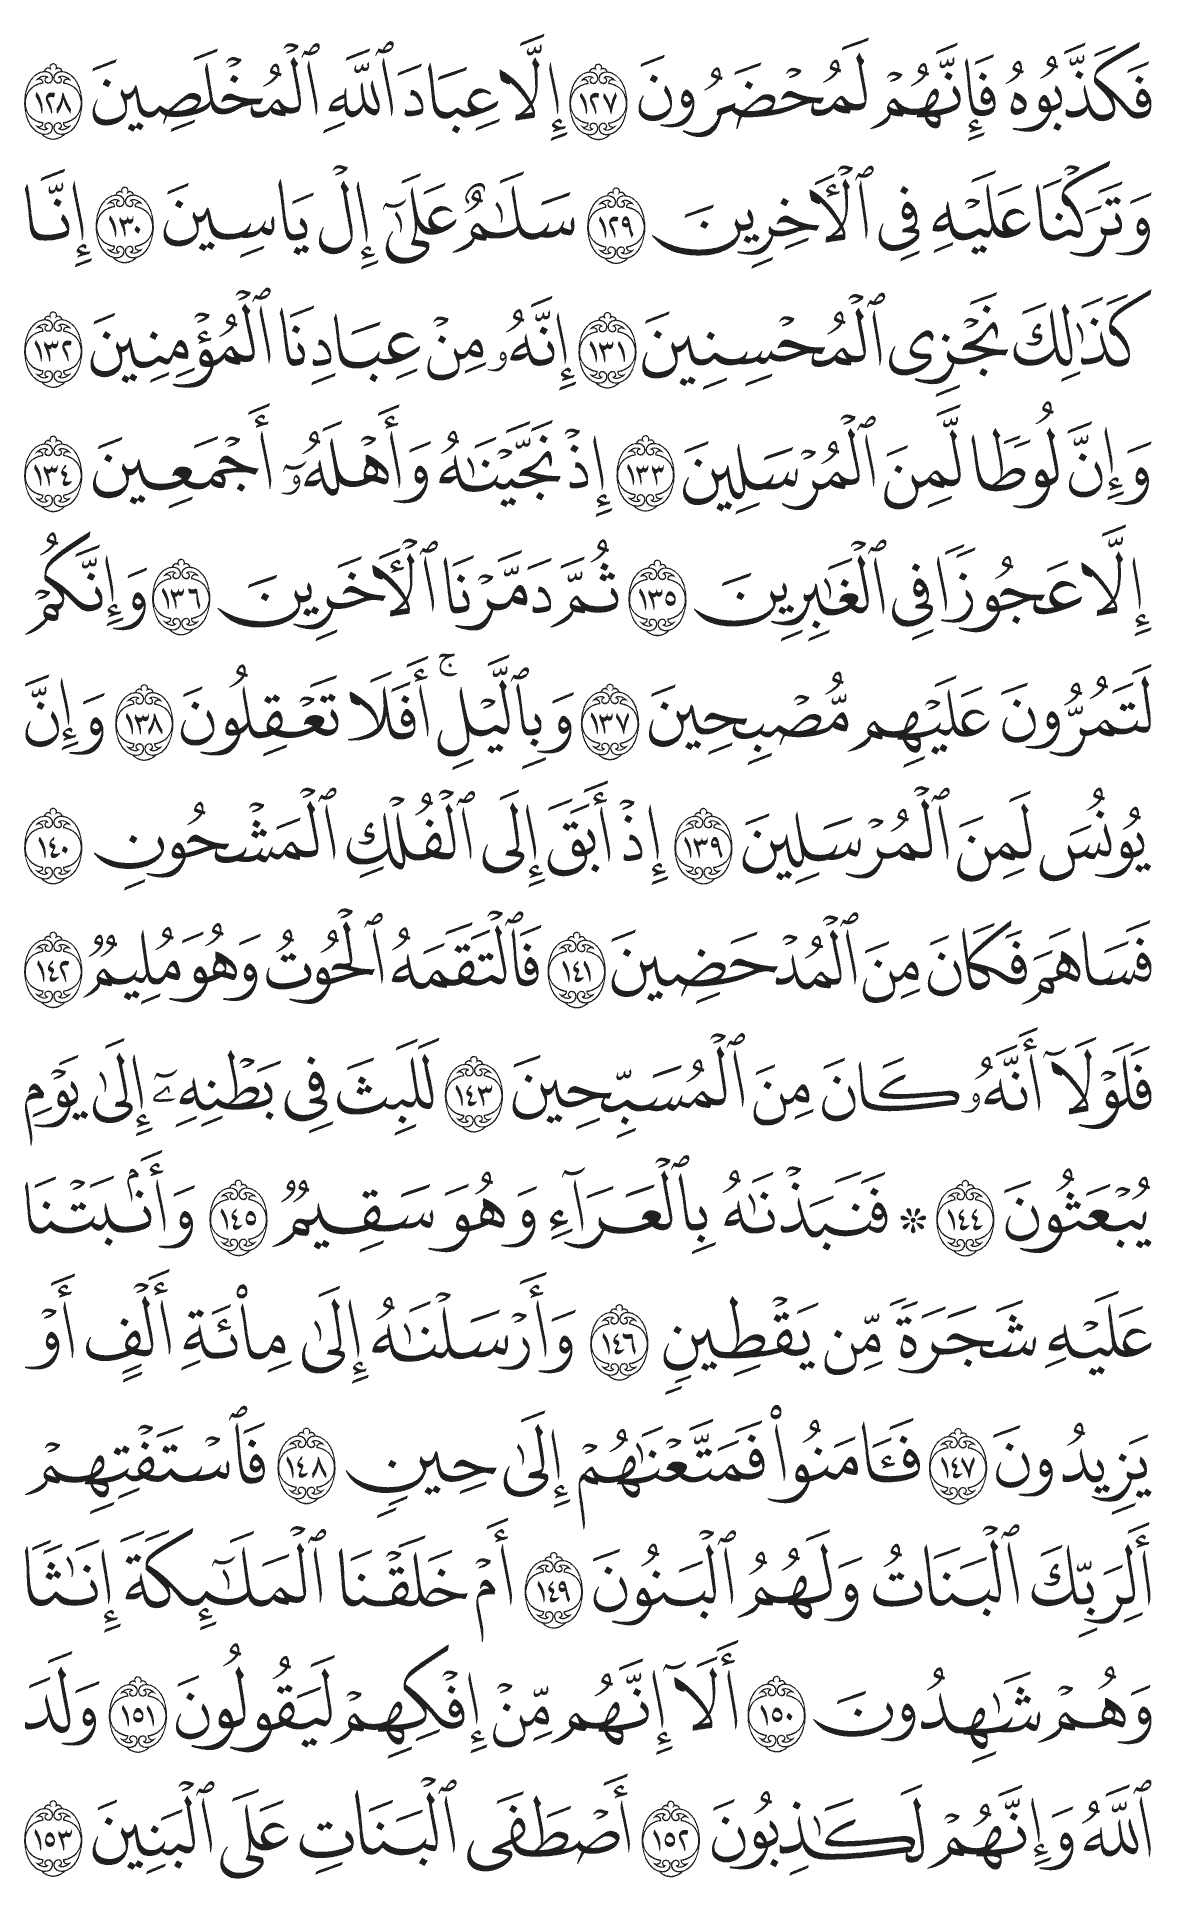 فَكَذَّبُوهُ فَإِنَّهُمْ لَمُحْضَرُونَ ١٢٧ إِلَّا عِبَادَ ٱللَّهِ ٱلْمُخْلَصِينَ ١٢٨
وَتَرَكْنَا عَلَيْهِ فِى ٱلْأَخِرِينَ ١٢٩ سَلَـٰمٌ عَلَىٰٓ إِلْ يَاسِينَ ١٣٠ إِنَّا
كَذَٰلِكَ نَجْزِى ٱلْمُحْسِنِينَ ١٣١ إِنَّهُۥ مِنْ عِبَادِنَا ٱلْمُؤْمِنِينَ ١٣٢
وَإِنَّ لُوطًا لَّمِنَ ٱلْمُرْسَلِينَ ١٣٣ إِذْ نَجَّيْنَـٰهُ وَأَهْلَهُۥٓ أَجْمَعِينَ ١٣٤
إِلَّا عَجُوزًا فِى ٱلْغَـٰبِرِينَ ١٣٥ ثُمَّ دَمَّرْنَا ٱلْأَخَرِينَ ١٣٦ وَإِنَّكُمْ
لَتَمُرُّونَ عَلَيْهِم مُّصْبِحِينَ ١٣٧ وَبِٱلَّيْلِ ۚ أَفَلَا تَعْقِلُونَ ١٣٨ وَإِنَّ
يُونُسَ لَمِنَ ٱلْمُرْسَلِينَ ١٣٩ إِذْ أَبَقَ إِلَى ٱلْفُلْكِ ٱلْمَشْحُونِ ١٤٠
فَسَاهَمَ فَكَانَ مِنَ ٱلْمُدْحَضِينَ ١٤١ فَٱلْتَقَمَهُ ٱلْحُوتُ وَهُوَ مُلِيمٌ ١٤٢
فَلَوْلَآ أَنَّهُۥ كَانَ مِنَ ٱلْمُسَبِّحِينَ ١٤٣ لَلَبِثَ فِى بَطْنِهِۦٓ إِلَىٰ يَوْمِ
يُبْعَثُونَ ١٤٤ ۞ فَنَبَذْنَـٰهُ بِٱلْعَرَآءِ وَهُوَ سَقِيمٌ ١٤٥ وَأَنۢبَتْنَا
عَلَيْهِ شَجَرَةً مِّن يَقْطِينٍ ١٤٦ وَأَرْسَلْنَـٰهُ إِلَىٰ مِا۟ئَةِ أَلْفٍ أَوْ
يَزِيدُونَ ١٤٧ فَـَٔامَنُوا۟ فَمَتَّعْنَـٰهُمْ إِلَىٰ حِينٍ ١٤٨ فَٱسْتَفْتِهِمْ
أَلِرَبِّكَ ٱلْبَنَاتُ وَلَهُمُ ٱلْبَنُونَ ١٤٩ أَمْ خَلَقْنَا ٱلْمَلَـٰٓئِكَةَ إِنَـٰثًا
وَهُمْ شَـٰهِدُونَ ١٥٠ أَلَآ إِنَّهُم مِّنْ إِفْكِهِمْ لَيَقُولُونَ ١٥١ وَلَدَ
ٱللَّهُ وَإِنَّهُمْ لَكَـٰذِبُونَ ١٥٢ أَصْطَفَى ٱلْبَنَاتِ عَلَى ٱلْبَنِينَ ١٥٣